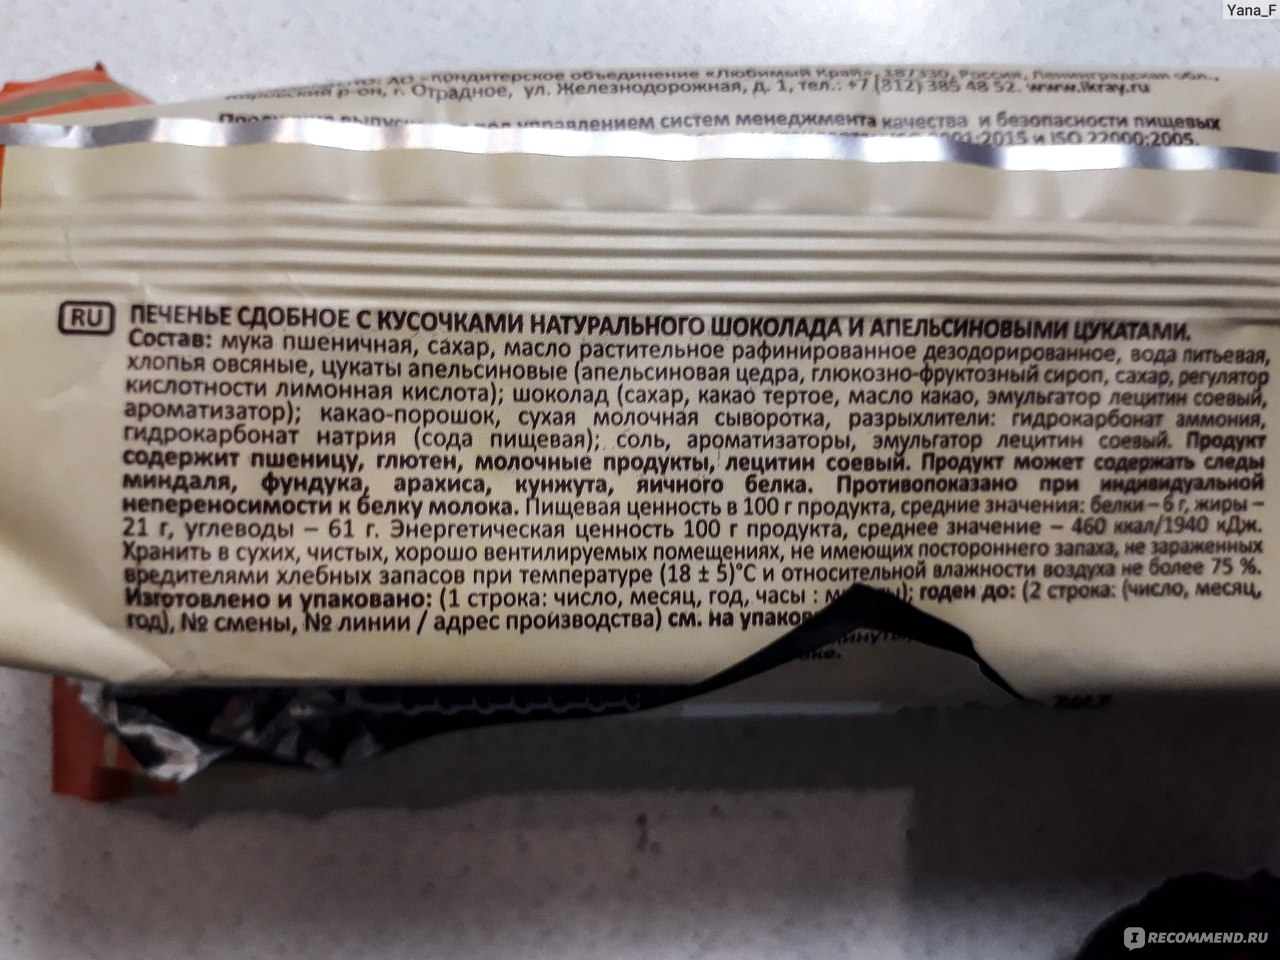 Yana_F
АО «Кондитерское объединение «Любимый Край», 187330, Россия, Ленинградская обл.,
р-он, г. Отрадное, ул. Железнодорожная, д. 1, тел.: +7 (812) 385 48 52. www.lkray.ru
управлением систем менеджмента качества и безопасности пищевых
2015 и ISO 22000:2005.
RU ПЕЧЕНЬЕ СДОБНОЕ С КУСОЧКАМИ НАТУРАЛЬНОГО ШОКОЛАДА И АПЕЛЬСИНОВЫМИ ЦУКАТАМИ.
Состав: мука пшеничная, сахар, масло растительное рафинированное дезодорированное, вода питьевая,
хлопья овсяные, цукаты апельсиновые (апельсиновая цедра, глюкозно-фруктозный сироп, сахар, регулятор
кислотности лимонная кислота); шоколад (сахар, какао тертое, масло какао, эмульгатор лецитин соевый,
ароматизатор); какао-порошок, сухая молочная сыворотка, разрыхлители: гидрокарбонат аммония,
гидрокарбонат натрия (сода пищевая); соль, ароматизаторы, эмульгатор лецитин соевый. Продукт
содержит пшеницу, глютен, молочные продукты, лецитин соевый. Продукт может содержать следы
миндаля, фундука, арахиса, кунжута, яичного белка. Противопоказано при индивидуальной
непереносимости к белку молока. Пищевая ценность в 100 г продукта, средние значения: белки – 6 г, жиры –
21 г, углеводы – 61 г. Энергетическая ценность 100 г продукта, среднее значение – 460 ккал/1940 кДж.
Хранить в сухих, чистых, хорошо вентилируемых помещениях, не имеющих постороннего запаха, не зараженных
вредителями хлебных запасов при температуре (18 ± 5)°С и относительной влажности воздуха не более 75 %.
Изготовлено и упаковано: (1 строка: число, месяц, год, часы : годен до: (2 строка: (число, месяц,
год), № смены, № линии / адрес производства) см. на
IRECOMMEND.RU